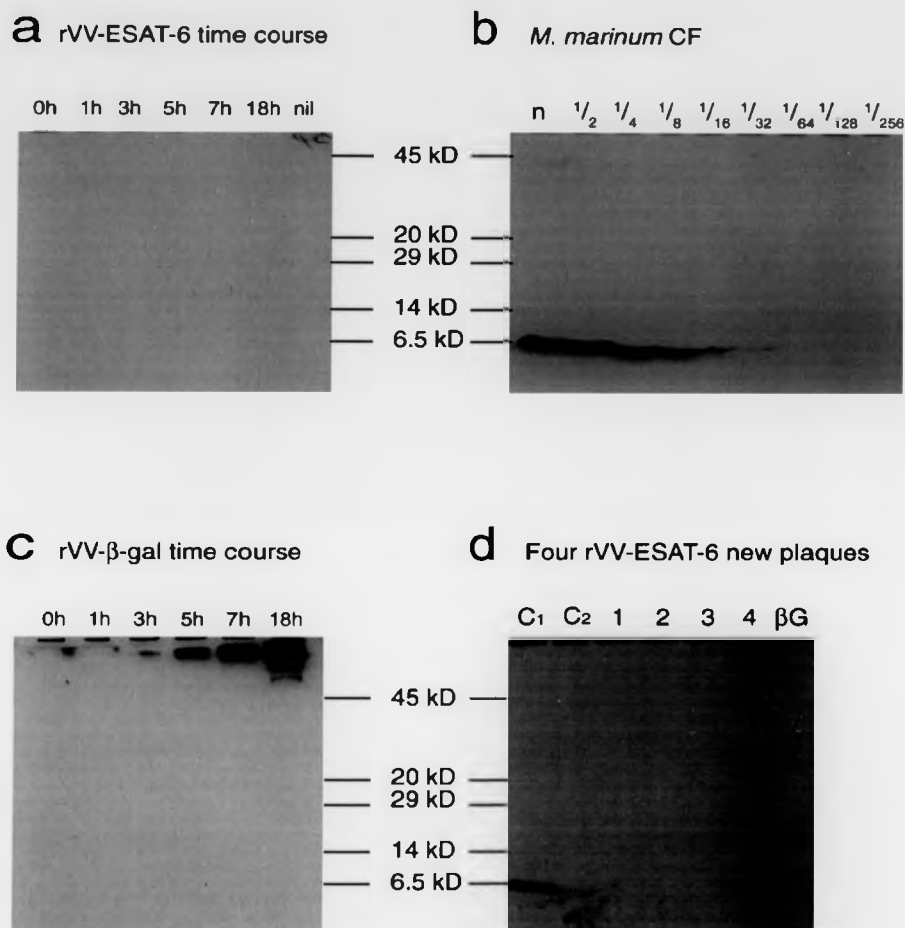 a rVV-ESAT-6 time course
b M. marinum CF
0h 1h 3h 5h 7h 18h nil
n 1/2 1/4 1/8 1/16 1/32 1/64 1/128 1/256
45 kD
20 kD
29 kD
14 kD
6.5 kD
c rVV-β-gal time course
d Four rVV-ESAT-6 new plaques
0h 1h 3h 5h 7h 18h
C1 C2 1 2 3 4 βG
45 kD
20 kD
29 kD
14 kD
6.5 kD